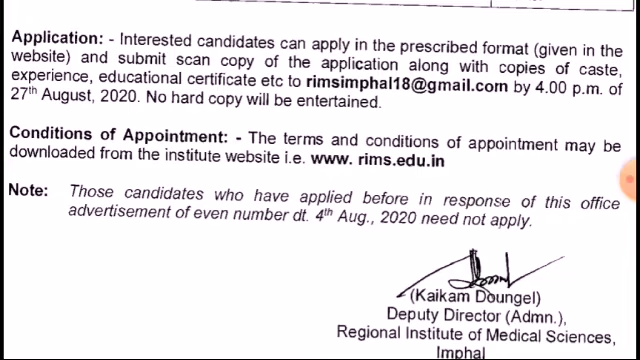 Application: - Interested candidates can apply in the prescribed format (given in the
website) and submit scan copy of the application along with copies of caste,
experience, educational certificate etc to rimsimphal18@gmail.com by 4.00 p.m. of
27th August, 2020. No hard copy will be entertained.
Conditions of Appointment: - The terms and conditions of appointment may be
downloaded from the institute website i.e. www. rims.edu.in
Note: Those candidates who have applied before in response of this office
advertisement of even number dt. 4th Aug., 2020 need not apply.
(Kaikam Doungel)
Deputy Director (Admn.),
Regional Institute of Medical Sciences,
Imphal